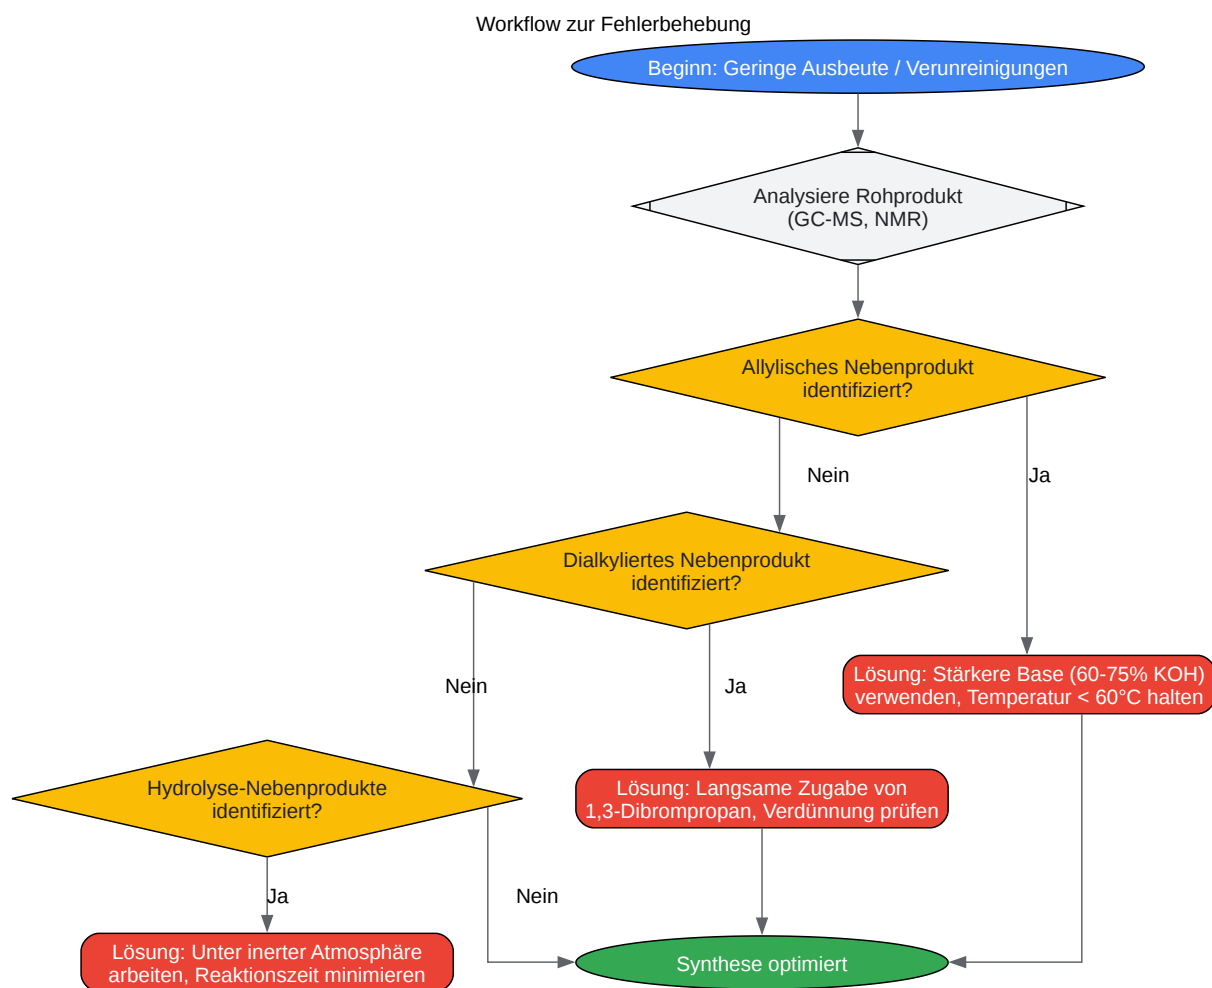 Workflow zur Fehlerbehebung
Beginn: Geringe Ausbeute / Verunreinigungen
Analysiere Rohprodukt
(GC-MS, NMR)
Allylisches Nebenprodukt
identifiziert?
Nein
Ja
Dialkyliertes Nebenprodukt
identifiziert?
Nein
Ja
Lösung: Stärkere Base (60-75% KOH)
verwenden, Temperatur < 60°C halten
Hydrolyse-Nebenprodukte
identifiziert?
Lösung: Langsame Zugabe von
1,3-Dibrompropan, Verdünnung prüfen
Ja
Nein
Lösung: Unter inerter Atmosphäre
arbeiten, Reaktionszeit minimieren
Synthese optimiert